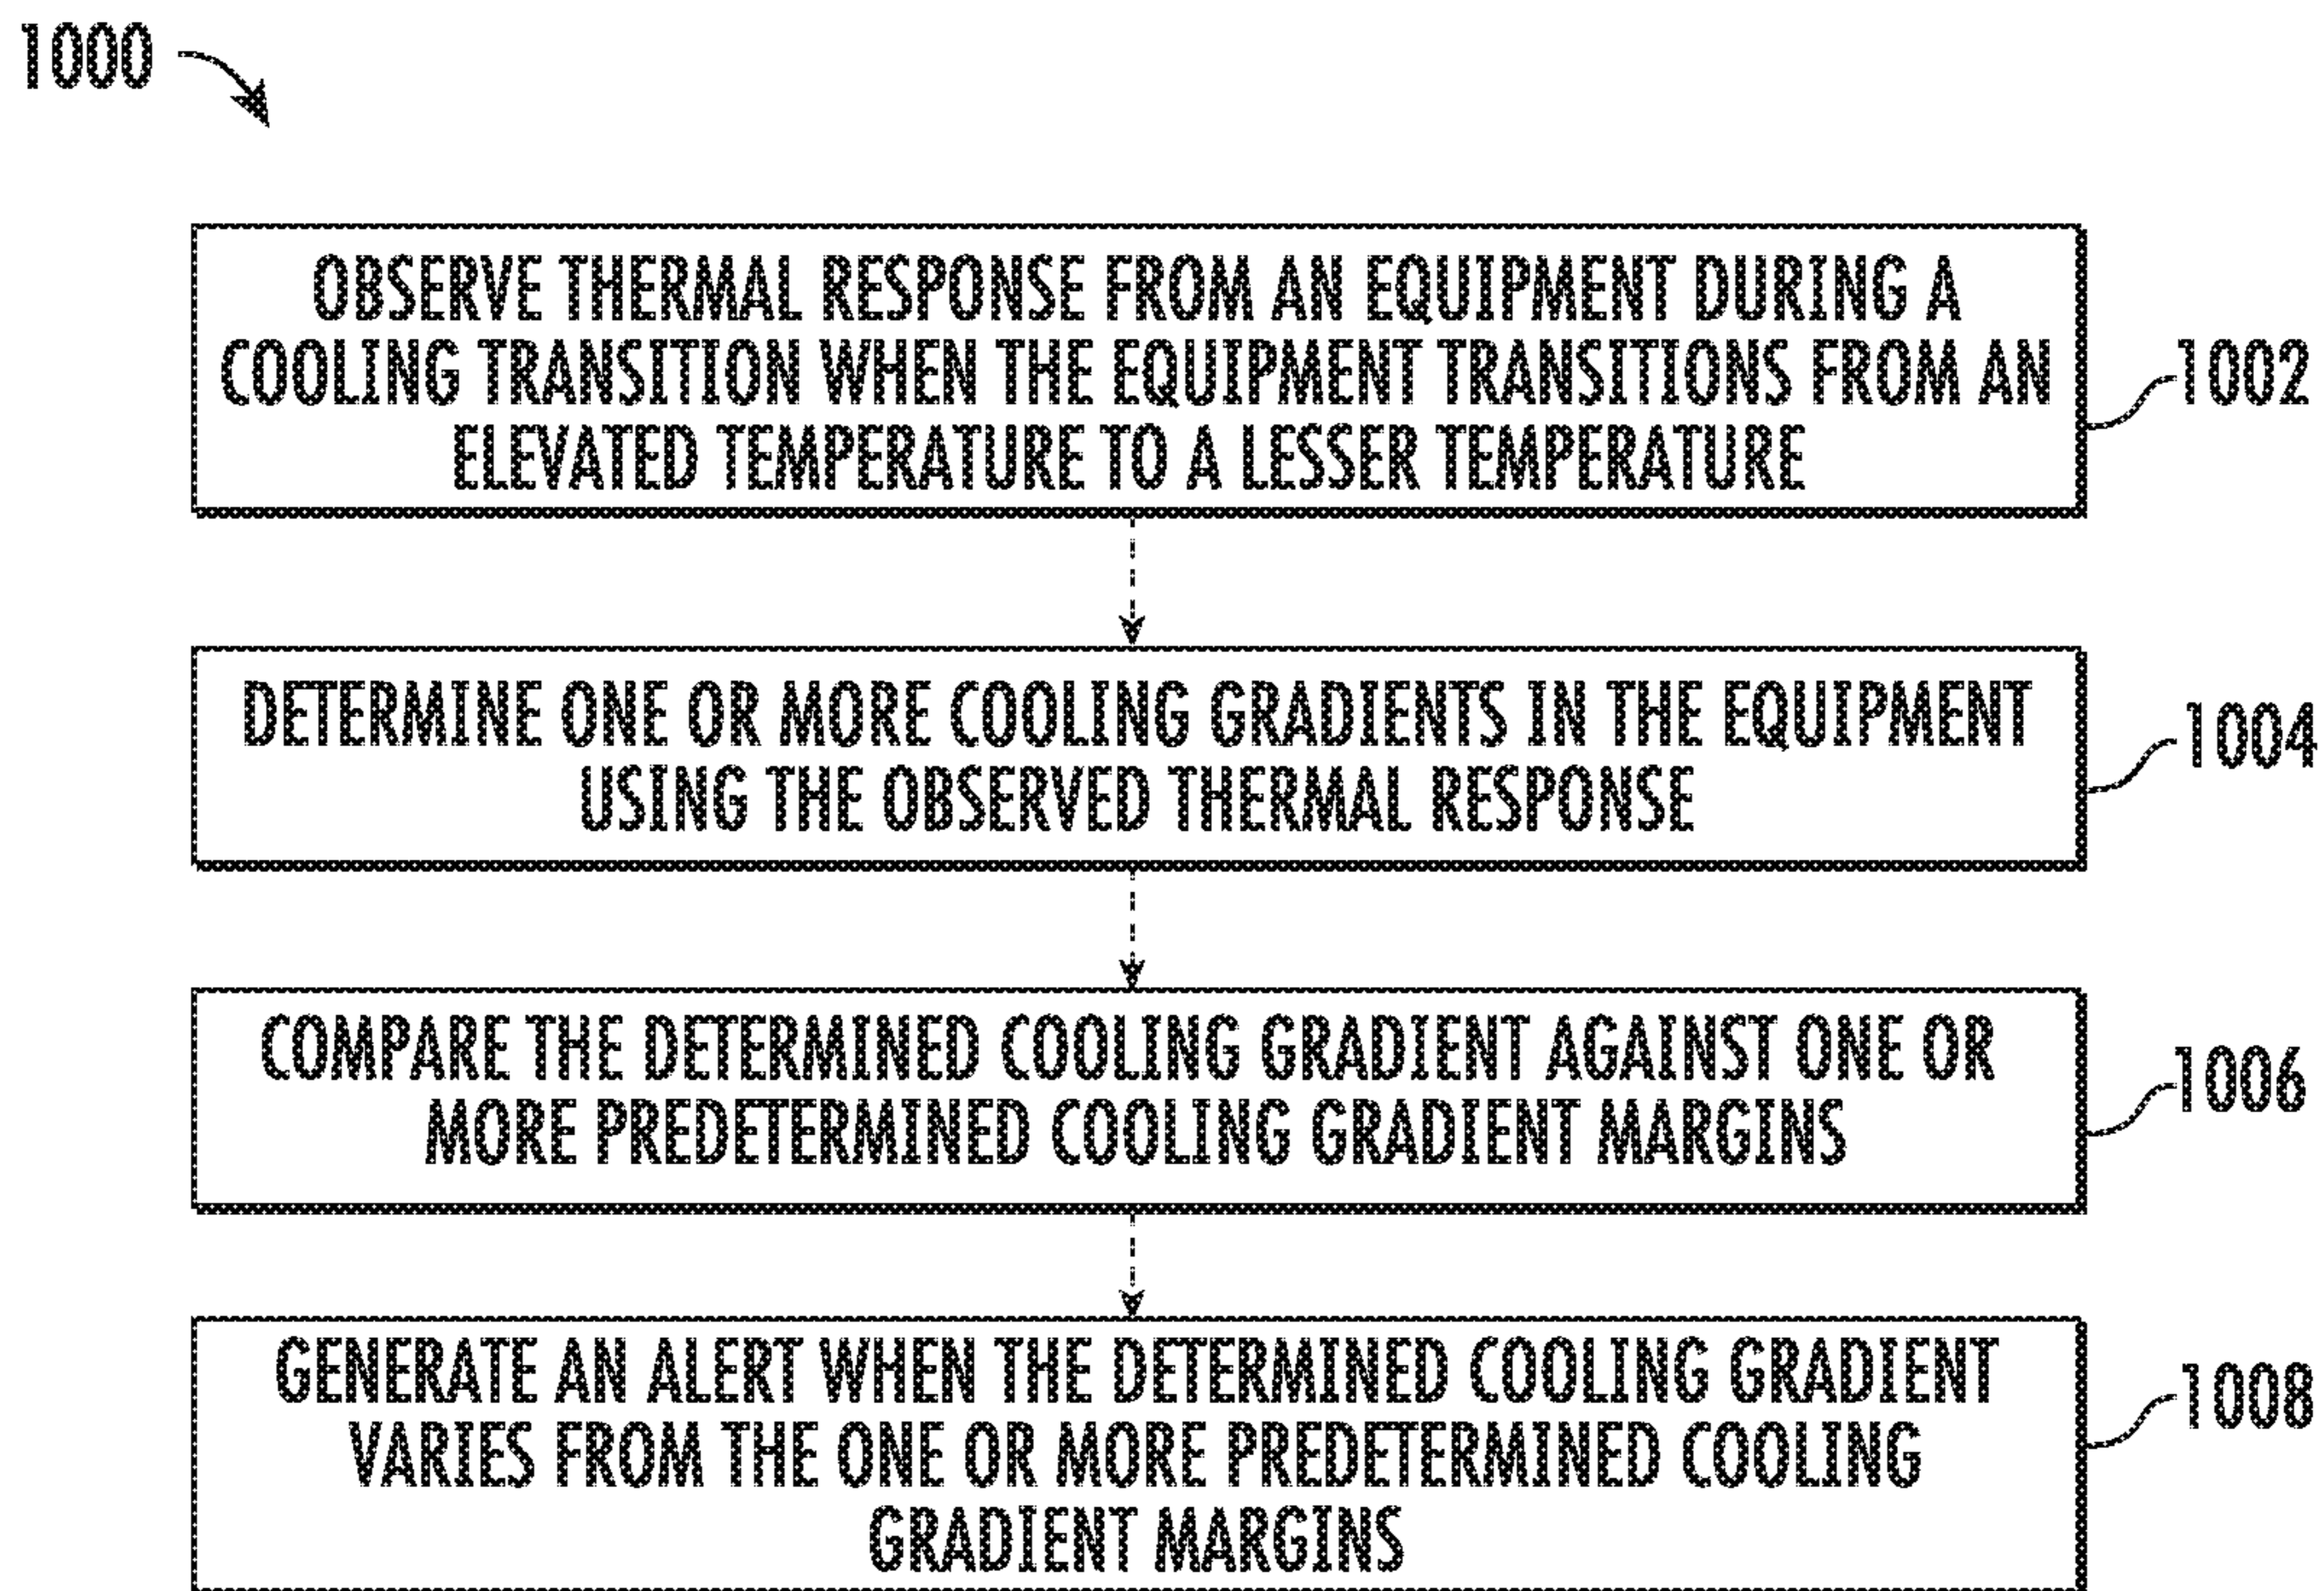 1000
OBSERVE THERMAL RESPONSE FROM AN EQUIPMENT DURING A
COOLING TRANSITION WHEN THE EQUIPMENT TRANSITIONS FROM AN
ELEVATED TEMPERATURE TO A LESSER TEMPERATURE
1002
DETERMINE ONE OR MORE COOLING GRADIENTS IN THE EQUIPMENT
USING THE OBSERVED THERMAL RESPONSE
1004
COMPARE THE DETERMINED COOLING GRADIENT AGAINST ONE OR
MORE PREDETERMINED COOLING GRADIENT MARGINS
1006
GENERATE AN ALERT WHEN THE DETERMINED COOLING GRADIENT
VARIES FROM THE ONE OR MORE PREDETERMINED COOLING
GRADIENT MARGINS
1008